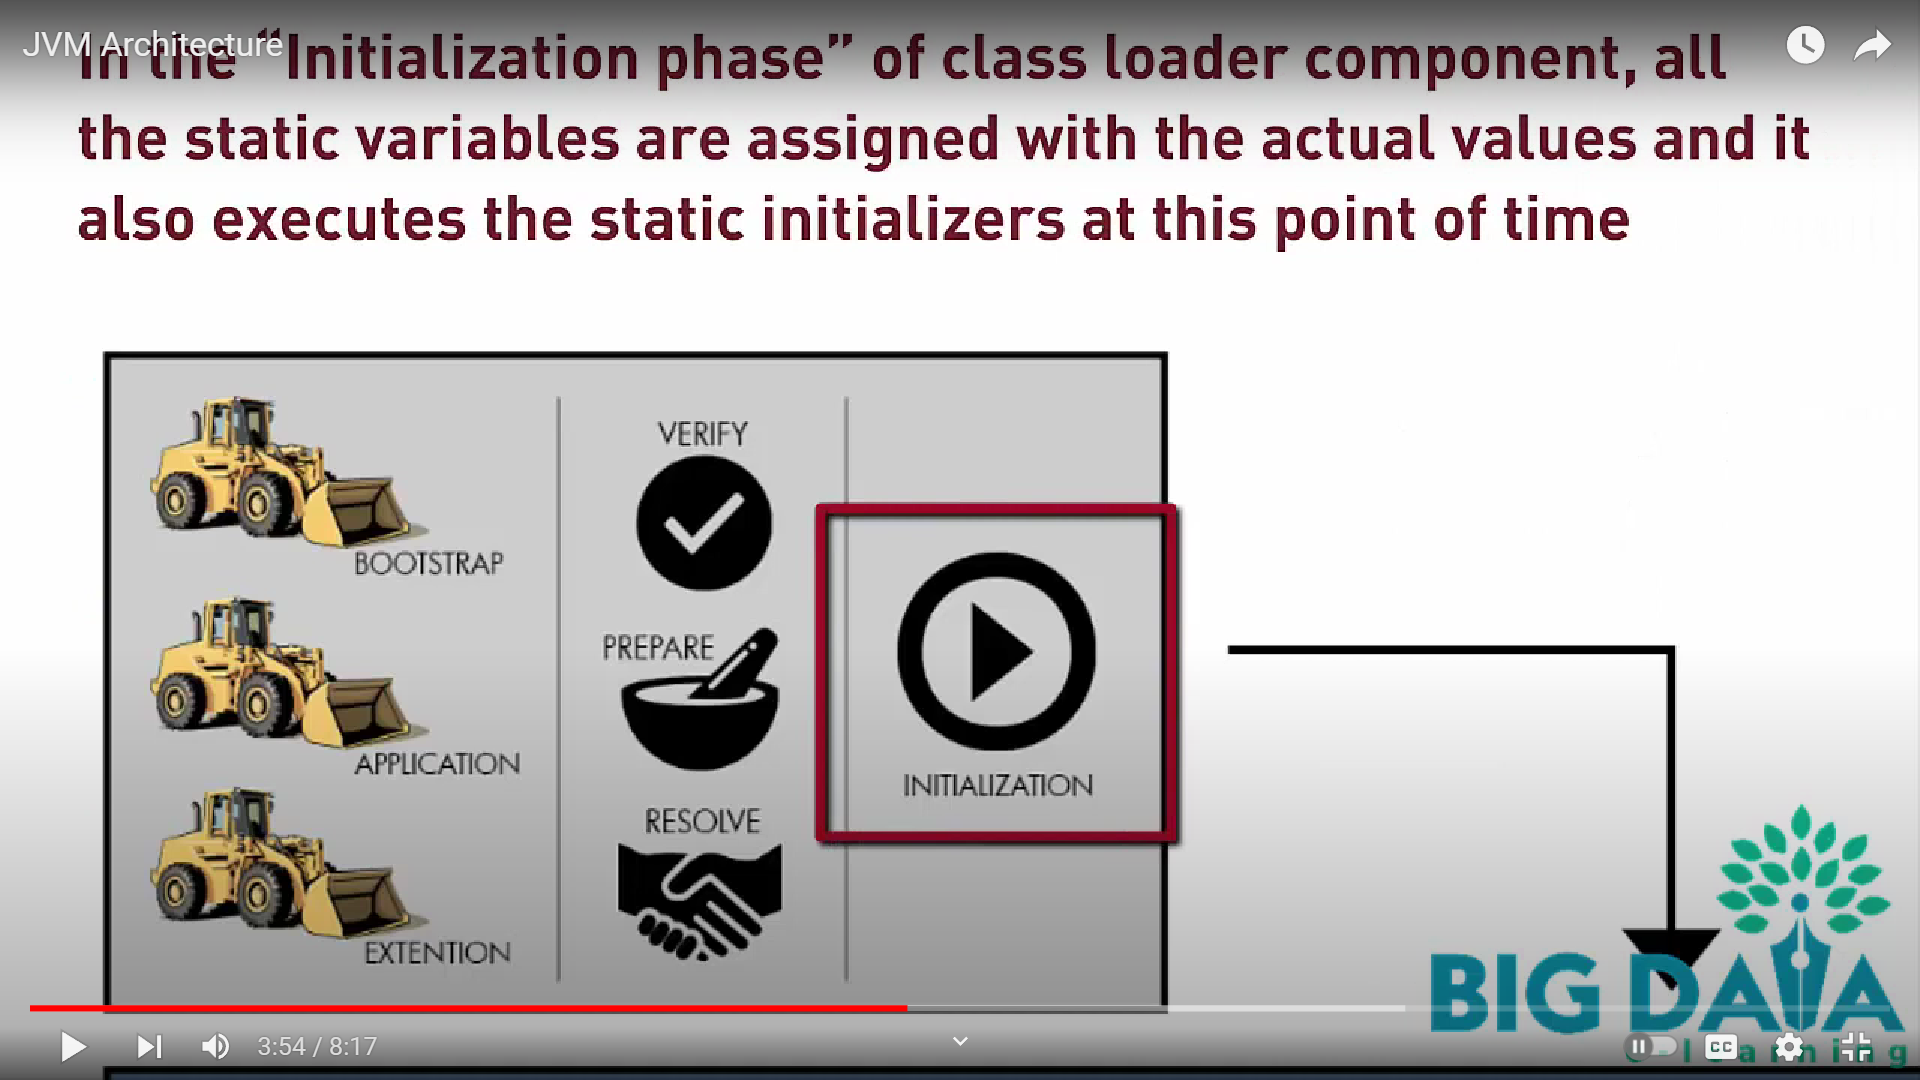 JVM Architecture
In the “Initialization phase” of class loader component, all
the static variables are assigned with the actual values and it
also executes the static initializers at this point of time
BOOTSTRAP
APPLICATION
EXTENTION
VERIFY
PREPARE
RESOLVE
INITIALIZATION
BIG DATA
e-learning
3:54 / 8:17
CC